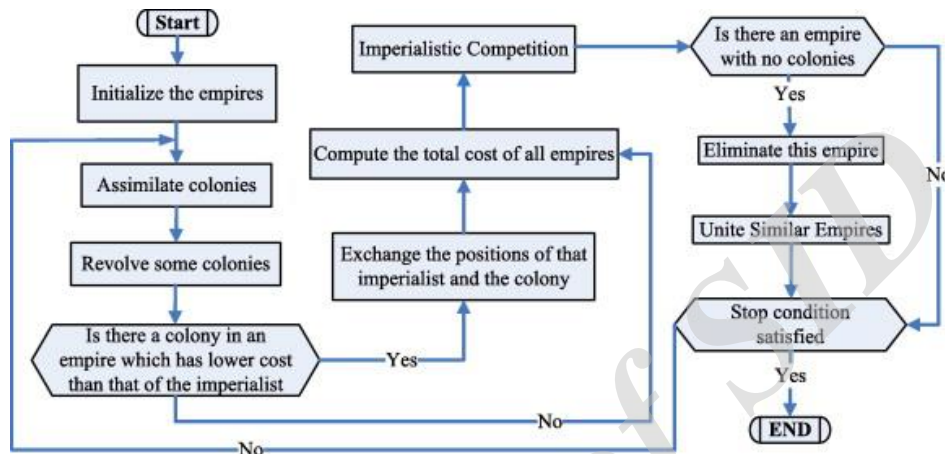 Start
Initialize the empires
Assimilate colonies
Revolve some colonies
Is there a colony in an
empire which has lower cost
than that of the imperialist
Yes
No
Exchange the positions of that
imperialist and the colony
Compute the total cost of all empires
Imperialistic Competition
Is there an empire
with no colonies
Yes
No
Eliminate this empire
Unite Similar Empires
Stop condition
satisfied
Yes
No
END
f SID